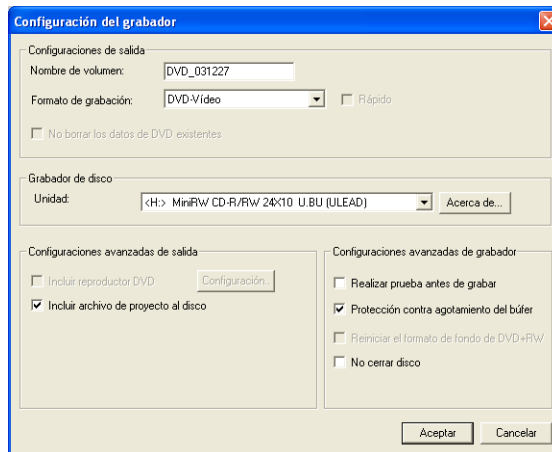 Configuración del grabador
Configuraciones de salida
Nombre de volumen: DVD_031227
Formato de grabación: DVD-Vídeo Rápido
No borrar los datos de DVD existentes
Grabador de disco
Unidad: <H:> MiniRW CD-R/RW 24X10 U.BU (ULEAD) Acerca de...
Configuraciones avanzadas de salida
Incluir reproductor DVD Configuración..
Incluir archivo de proyecto al disco
Configuraciones avanzadas de grabador
Realizar prueba antes de grabar
Protección contra agotamiento del búfer
Reiniciar el formato de fondo de DVD+RW
No cerrar disco
Aceptar Cancelar